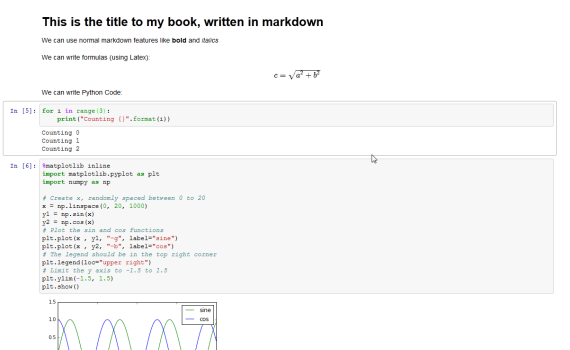 This is the title to my book, written in markdown
We can use normal markdown features like bold and italics
We can write formulas (using Latex):
c = √a² + b²
We can write Python Code:
In [5]: for i in range(3):
print("Counting {}".format(i))
Counting 0
Counting 1
Counting 2
In [6]: %matplotlib inline
import matplotlib.pyplot as plt
import numpy as np
# Create x, randomly spaced between 0 to 20
x = np.linspace(0, 20, 1000)
y1 = np.sin(x)
y2 = np.cos(x)
# Plot the sin and cos functions
plt.plot(x , y1, "-g", label="sine")
plt.plot(x , y2, "-b", label="cos")
# The legend should be in the top right corner
plt.legend(loc="upper right")
# Limit the y axis to -1.5 to 1.5
plt.ylim(-1.5, 1.5)
plt.show()
1.5
sine
cos
1.0
0.5